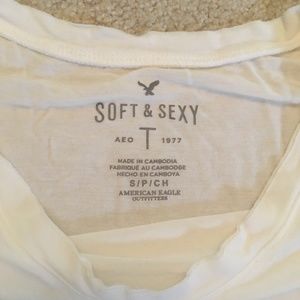 SOFT & SEXY
AEO T 1977
MADE IN CAMBODIA
FABRIQUÉ AU CAMBODGE
HECHO EN CAMBOYA
S/P/CH
AMERICAN EAGLE
OUTFITTERS